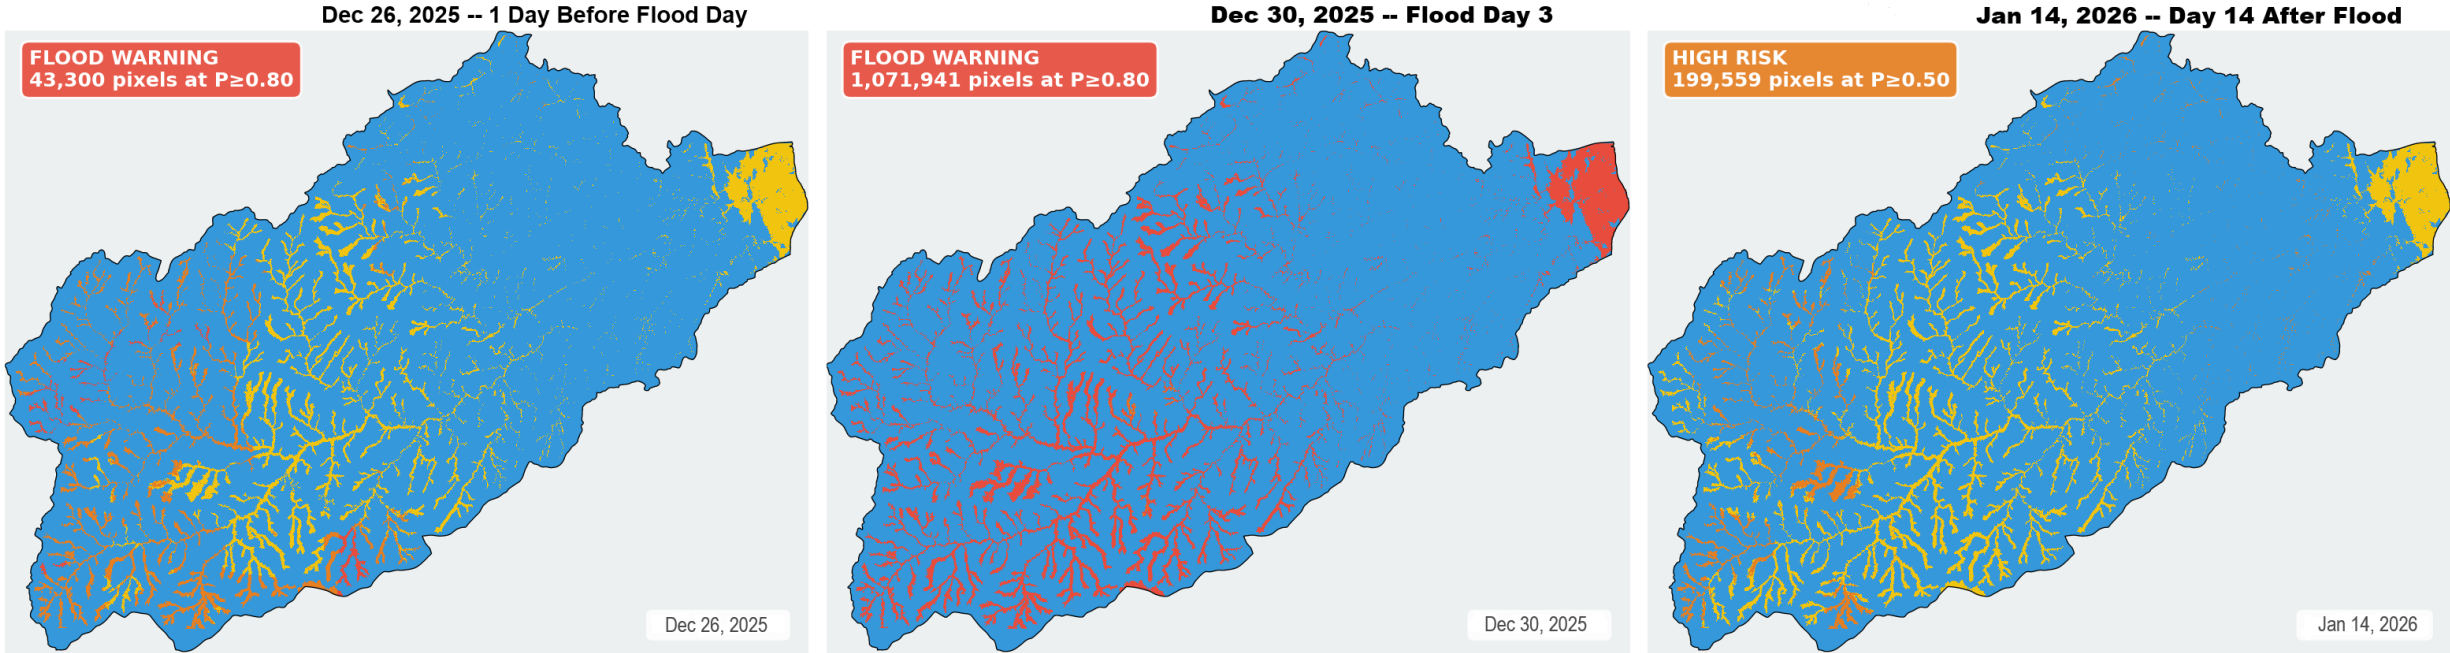 Dec 26, 2025 -- 1 Day Before Flood Day
FLOOD WARNING
43,300 pixels at P≥0.80
Dec 26, 2025
Dec 30, 2025 -- Flood Day 3
FLOOD WARNING
1,071,941 pixels at P≥0.80
Dec 30, 2025
Jan 14, 2026 -- Day 14 After Flood
HIGH RISK
199,559 pixels at P≥0.50
Jan 14, 2026